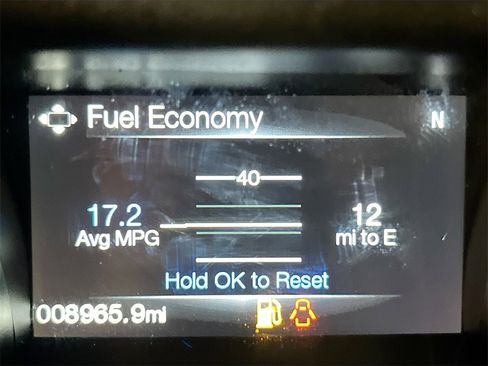 Fuel Economy N
40
17.2 12
Avg MPG mi to E
Hold OK to Reset
008965.9mi